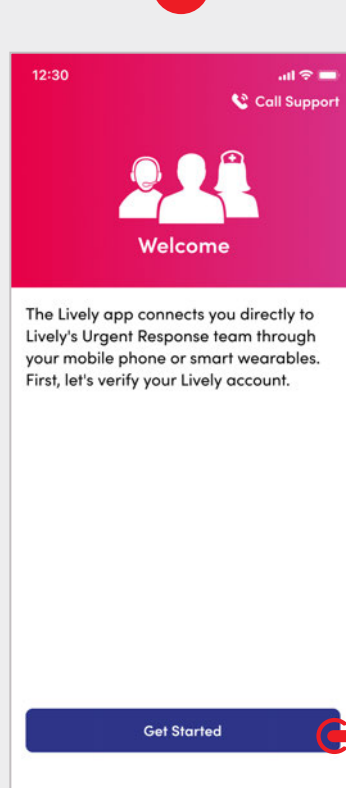 12:30
Call Support
Welcome
The Lively app connects you directly to
Lively's Urgent Response team through
your mobile phone or smart wearables.
First, let's verify your Lively account.
Get Started